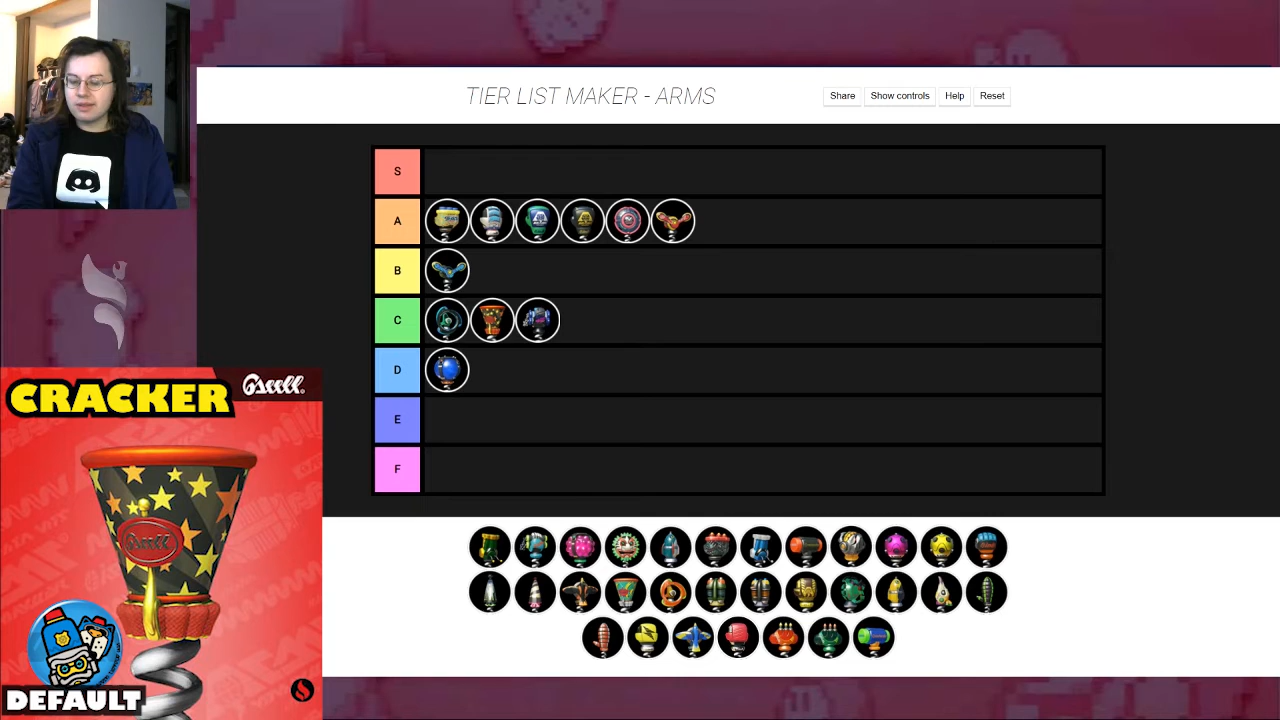 TIER LIST MAKER - ARMS
Share
Show controls
Help
Reset
S
A
B
C
D
E
F
CRACKER
DEFAULT